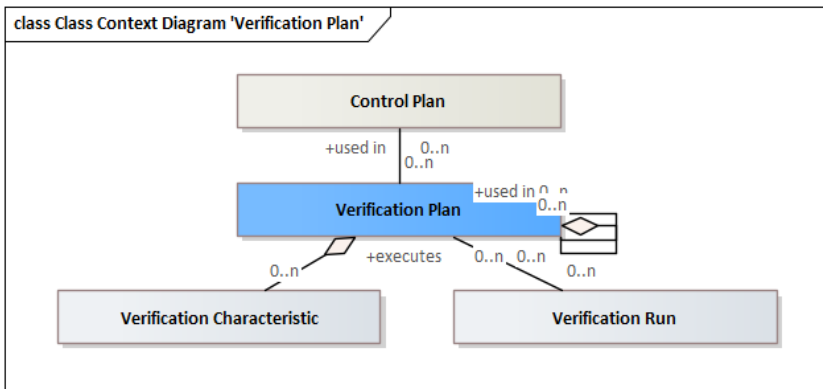 class Class Context Diagram 'Verification Plan'
Control Plan
+used in 0..n
0..n
+used in 0..n
0..n
Verification Plan
+executes 0..n 0..n
0..n 0..n
Verification Characteristic
Verification Run